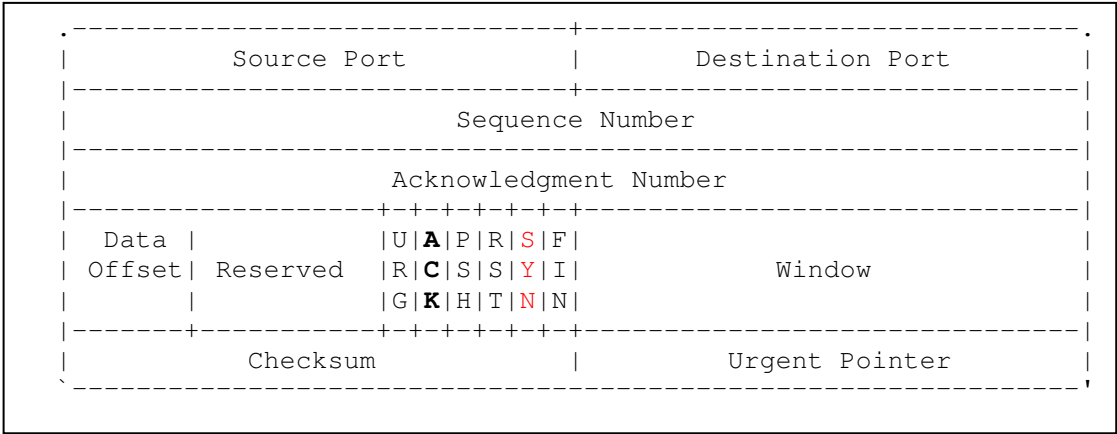 Source Port | Destination Port
Sequence Number
Acknowledgment Number
Data | |U|A|P|R|S|F|
Offset| Reserved |R|C|S|S|Y|I| Window
| | |G|K|H|T|N|N|
Checksum | Urgent Pointer